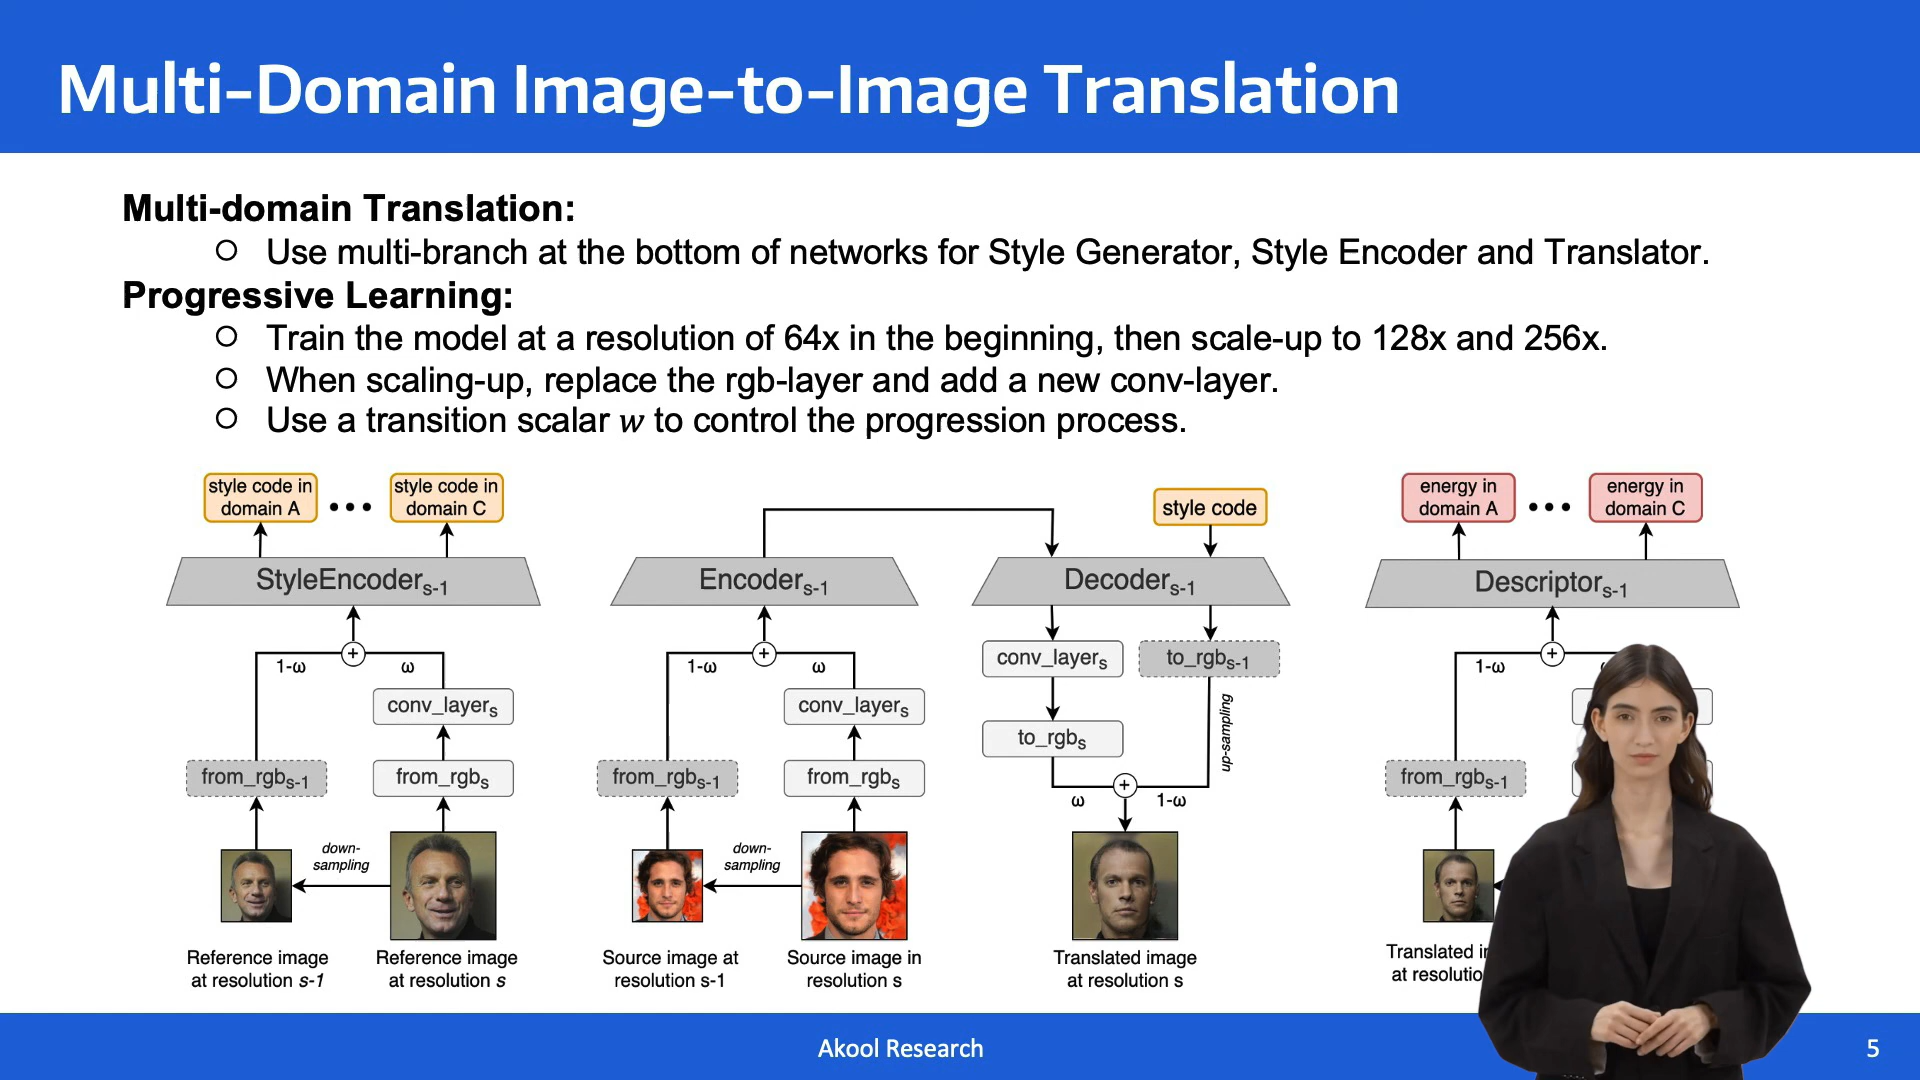 Multi-Domain Image-to-Image Translation
Multi-domain Translation:
Use multi-branch at the bottom of networks for Style Generator, Style Encoder and Translator.
Progressive Learning:
Train the model at a resolution of 64x in the beginning, then scale-up to 128x and 256x.
When scaling-up, replace the rgb-layer and add a new conv-layer.
Use a transition scalar w to control the progression process.
style code in
domain A
•••
style code in
domain C
StyleEncoder s-1
1-ω
ω
conv_layer s
from_rgb s-1
from_rgb s
down-
sampling
Reference image
at resolution s-1
Reference image
at resolution s
Encoder s-1
1-ω
ω
conv_layer s
from_rgb s-1
from_rgb s
down-
sampling
Source image at
resolution s-1
Source image in
resolution s
style code
Decoder s-1
conv_layer s
to_rgb s-1
to_rgb s
up-sampling
ω
1-ω
Translated image
at resolution s
energy in
domain A
•••
energy in
domain C
Descriptor s-1
1-ω
from_rgb s-1
Translated
at
Akool Research
5